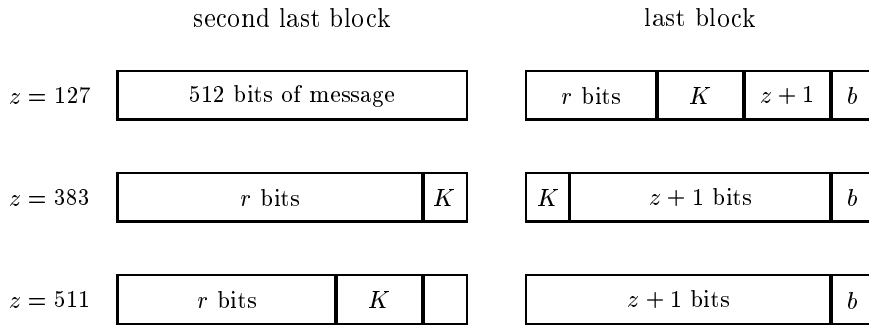 second last block last block
z = 127 512 bits of message r bits K z + 1 b
z = 383 r bits K K z + 1 bits b
z = 511 r bits K z + 1 bits b